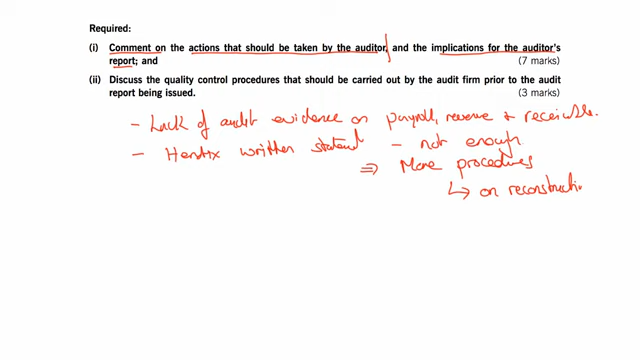 Required:
(i) Comment on the actions that should be taken by the auditor, and the implications for the auditor's
report; and (7 marks)
(ii) Discuss the quality control procedures that should be carried out by the audit firm prior to the audit
report being issued. (3 marks)
- Lack of audit evidence on payroll, revenue & receivable.
- Hendrix written statement - not enough
⇒ More procedures
↳ on reconstructi